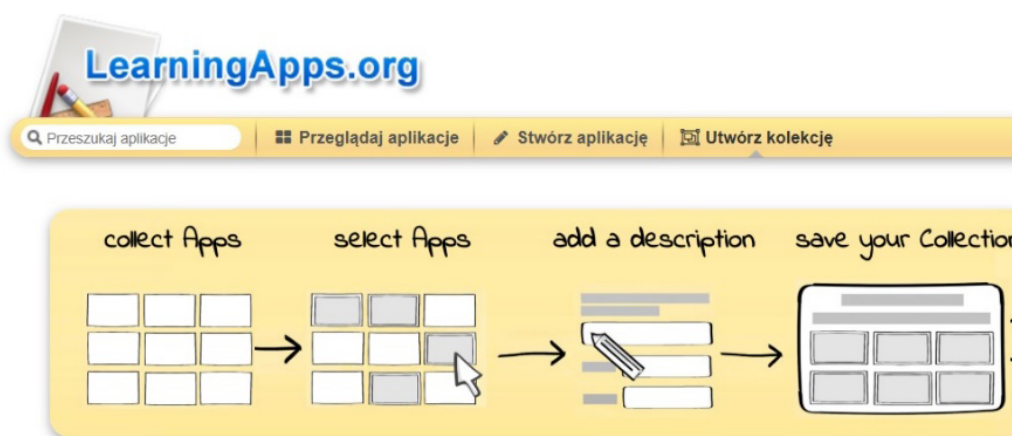 LearningApps.org
Przeszukaj aplikacje
Przeglądaj aplikacje
Stwórz aplikację
Utwórz kolekcję
collect Apps
select Apps
add a description
save your Collection